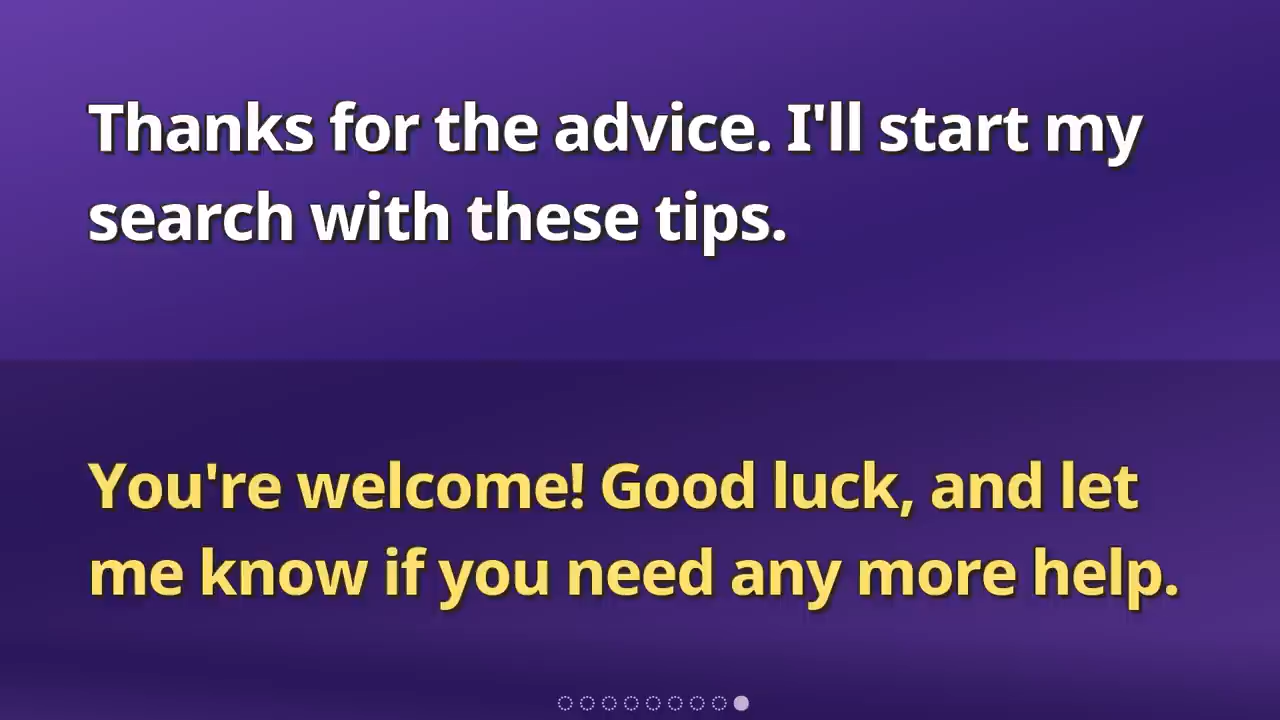 Thanks for the advice. I'll start my
search with these tips.
You're welcome! Good luck, and let
me know if you need any more help.